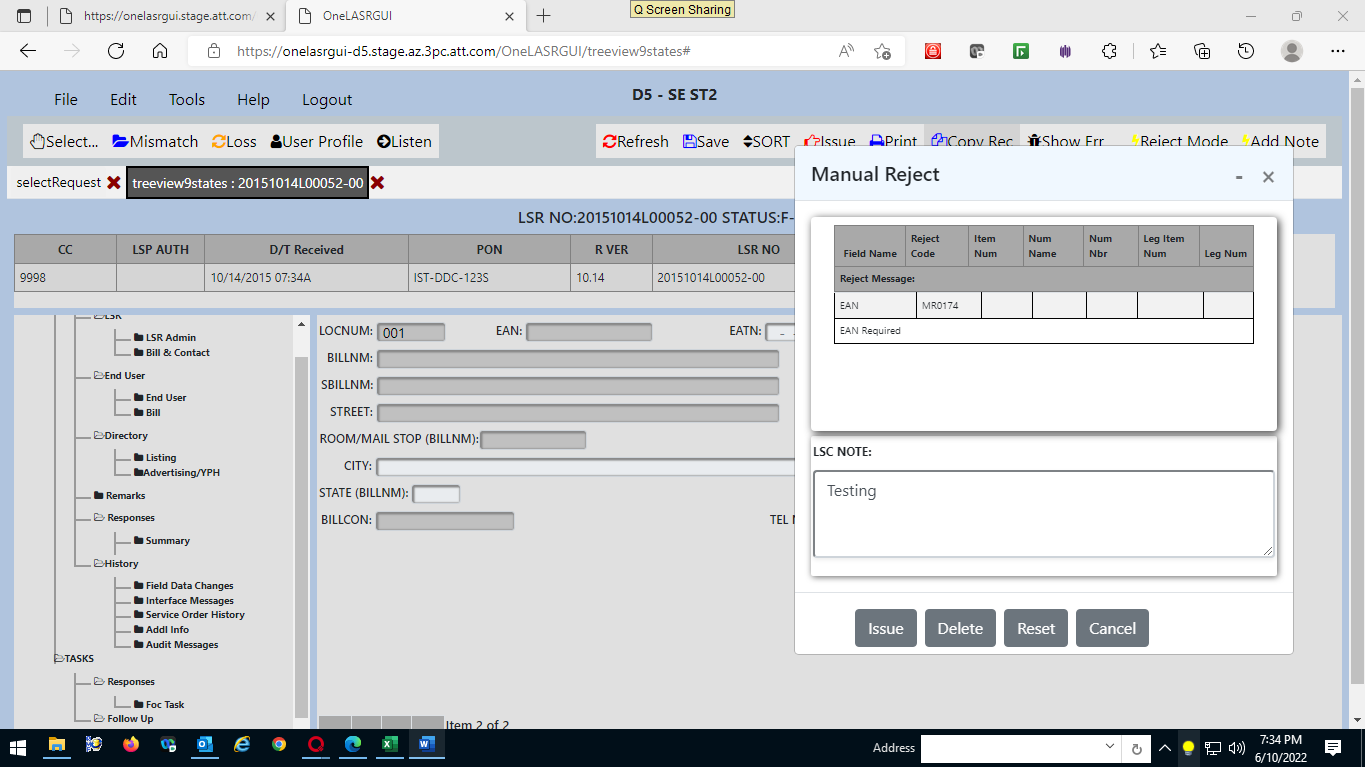 Q Screen Sharing
https://onelasrgui.stage.att.com/
OneLASRGUI
https://onelasrgui-d5.stage.az.3pc.att.com/OneLASRGUI/treeview9states#
File Edit Tools Help Logout
D5 - SE ST2
Select... Mismatch Loss User Profile Listen
Refresh Save SORT Issue Print Copy Rec Show Err Reject Mode Add Note
selectRequest treeview9states : 20151014L00052-00
LSR NO:20151014L00052-00 STATUS:F-
CC LSP AUTH D/T Received PON R VER LSR NO
9998 10/14/2015 07:34A IST-DDC-123S 10.14 20151014L00052-00
LSR
LSR Admin
Bill & Contact
End User
End User
Bill
Directory
Listing
Advertising/YPH
Remarks
Responses
Summary
History
Field Data Changes
Interface Messages
Service Order History
Addl Info
Audit Messages
TASKS
Responses
Foc Task
Follow Up
LOCNUM: 001 EAN: EATN: - -
BILLNM:
SBILLNM:
STREET:
ROOM/MAIL STOP (BILLNM):
CITY:
STATE (BILLNM):
BILLCON: TEL
Item 2 of 2
Manual Reject
Field Name Reject Code Item Num Num Name Num Nbr Leg Item Num Leg Num
Reject Message:
EAN MR0174
EAN Required
LSC NOTE:
Testing
Issue Delete Reset Cancel
Address
7:34 PM
6/10/2022